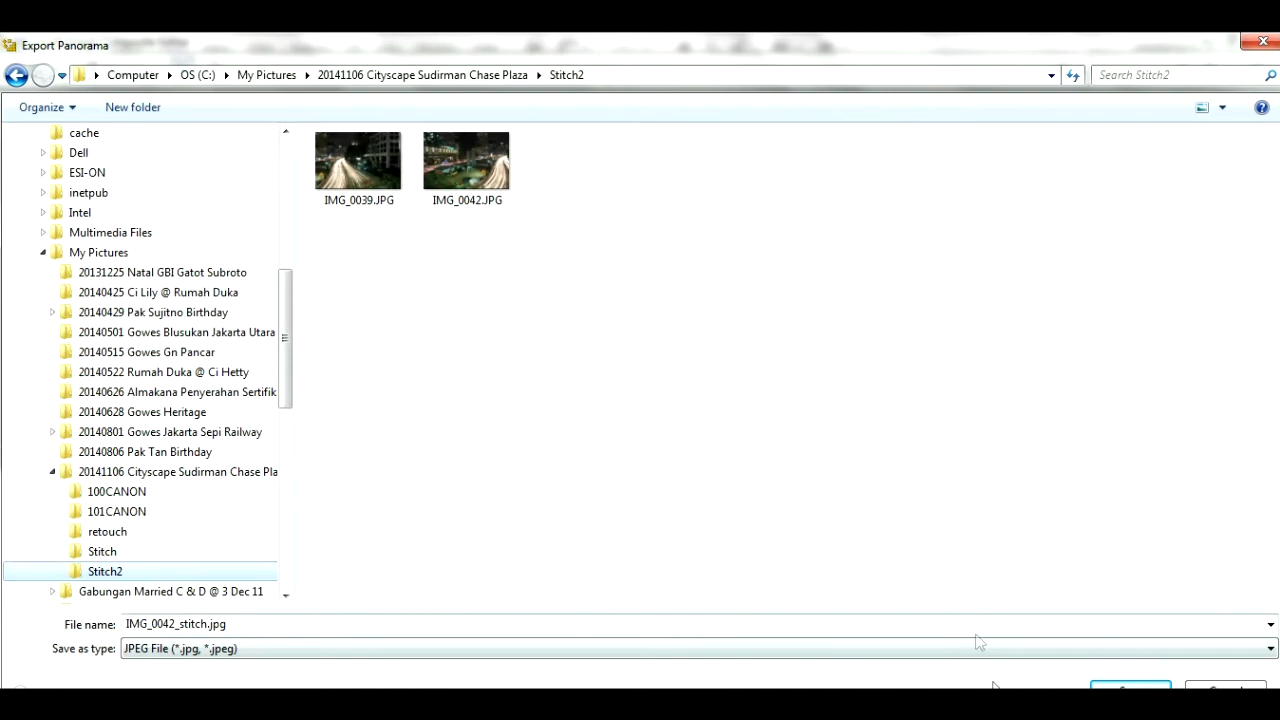 Export Panorama
Computer OS (C:) My Pictures 20141106 Cityscape Sudirman Chase Plaza Stitch2
Search Stitch2
Organize New folder
cache
Dell
ESI-ON
inetpub
Intel
Multimedia Files
My Pictures
20131225 Natal GBI Gatot Subroto
20140425 Ci Lily @ Rumah Duka
20140429 Pak Sujitno Birthday
20140501 Gowes Blusukan Jakarta Utara
20140515 Gowes Gn Pancar
20140522 Rumah Duka @ Ci Hetty
20140626 Almakana Penyerahan Sertifik
20140628 Gowes Heritage
20140801 Gowes Jakarta Sepi Railway
20140806 Pak Tan Birthday
20141106 Cityscape Sudirman Chase Pla
100CANON
101CANON
retouch
Stitch
Stitch2
Gabungan Married C & D @ 3 Dec 11
IMG_0039.JPG
IMG_0042.JPG
File name: IMG_0042_stitch.jpg
Save as type: JPEG File (*.jpg, *.jpeg)